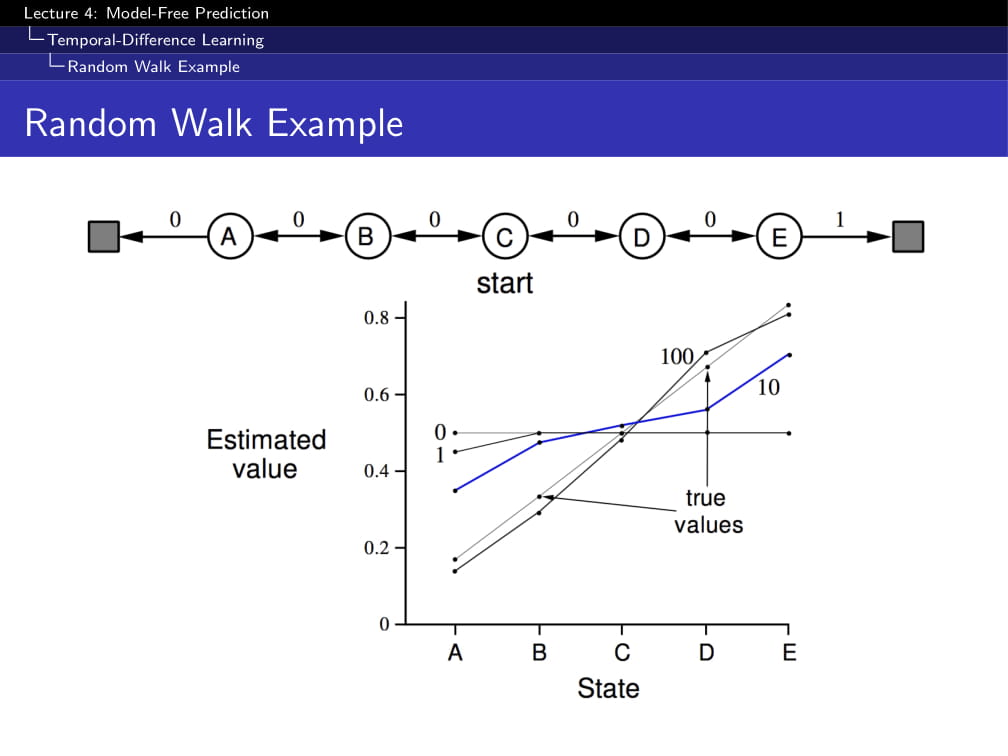 Lecture 4: Model-Free Prediction
Temporal-Difference Learning
Random Walk Example
Random Walk Example
0 0 0 0 0 1
A B C D E
start
0.8
100
0.6
10
0
Estimated
value
1
0.4
true
values
0.2
0
A B C D E
State